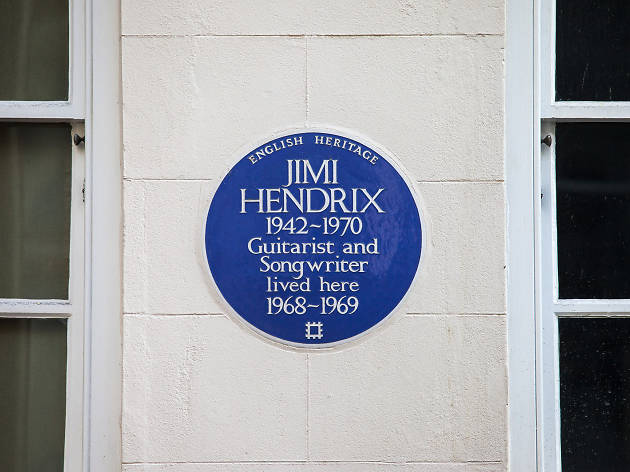 ENGLISH HERITAGE
JIMI
HENDRIX
1942~1970
Guitarist and
Songwriter
lived here
1968~1969